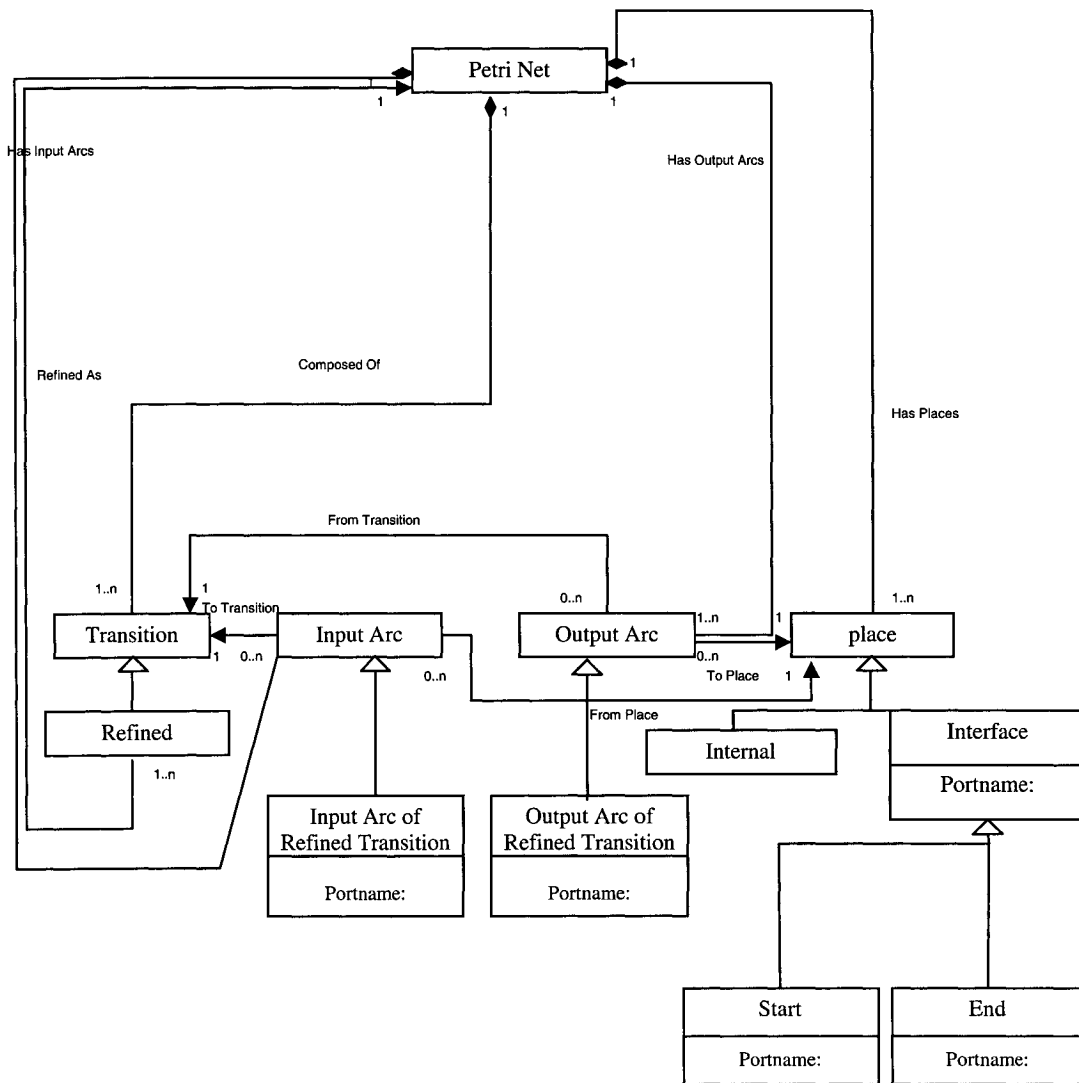 Petri Net
1
1
1
1
Has Input Arcs
Has Output Arcs
Composed Of
Refined As
Has Places
From Transition
1..n
1
0..n
1..n
To Transition
1..n
1
Transition
Input Arc
Output Arc
place
1
0..n
0..n
0..n
To Place
1
From Place
Refined
1..n
Internal
Interface
Portname:
Input Arc of
Refined Transition
Portname:
Output Arc of
Refined Transition
Portname:
Start
Portname:
End
Portname: